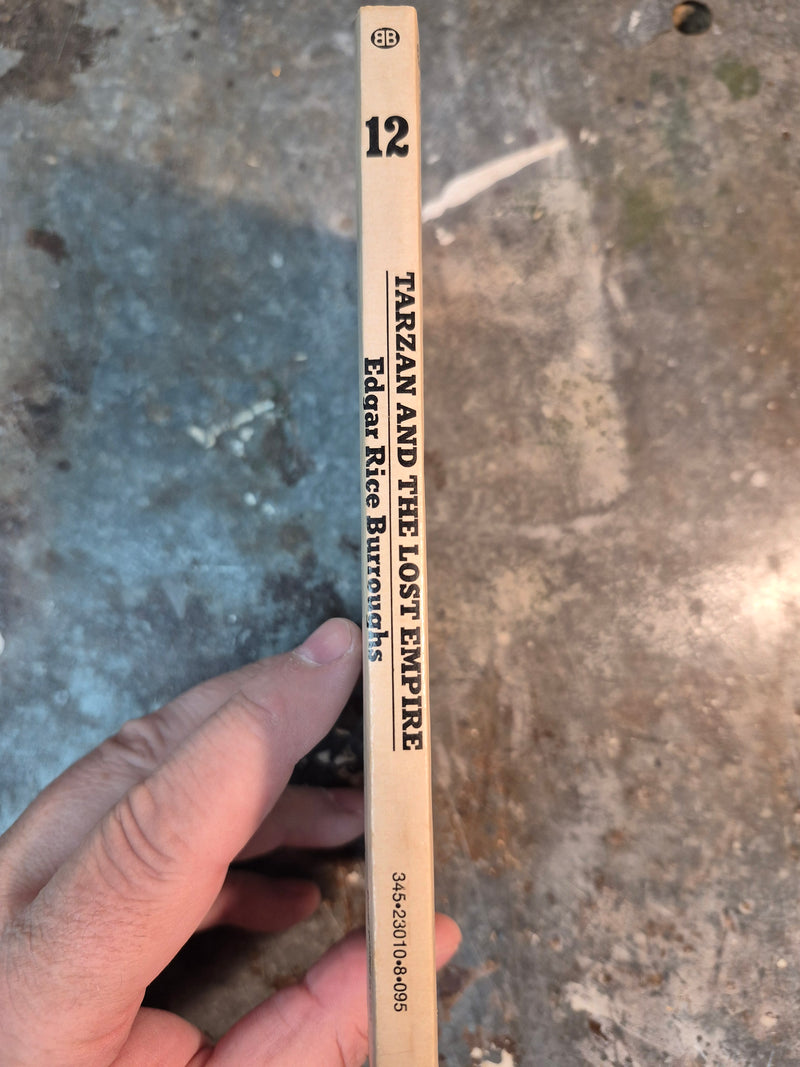 BB
12
TARZAN AND THE LOST EMPIRE
Edgar Rice Burroughs
345•23010•8•095